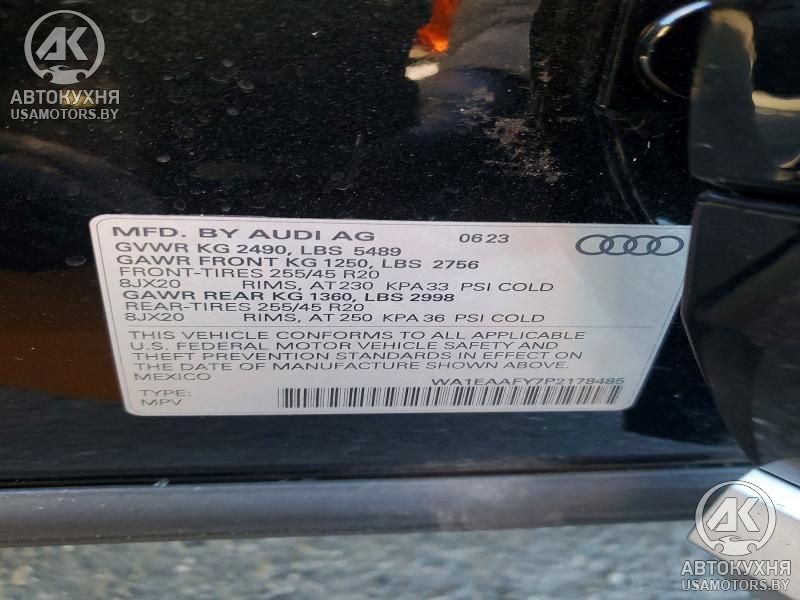 AK
АВТОКУХНЯ
USAMOTORS.BY
MFD. BY AUDI AG 0623
GVWR KG 2490, LBS 5489
GAWR FRONT KG 1250, LBS 2756
FRONT-TIRES 255/45 R20
8JX20 RIMS, AT 230 KPA 33 PSI COLD
GAWR REAR KG 1360, LBS 2998
REAR-TIRES 255/45 R20
8JX20 RIMS, AT 250 KPA 36 PSI COLD
THIS VEHICLE CONFORMS TO ALL APPLICABLE
U.S. FEDERAL MOTOR VEHICLE SAFETY AND
THEFT PREVENTION STANDARDS IN EFFECT ON
THE DATE OF MANUFACTURE SHOWN ABOVE.
MEXICO WA1EAAFY7P2178485
TYPE:
MPV
AK
АВТОКУХНЯ
USAMOTORS.BY